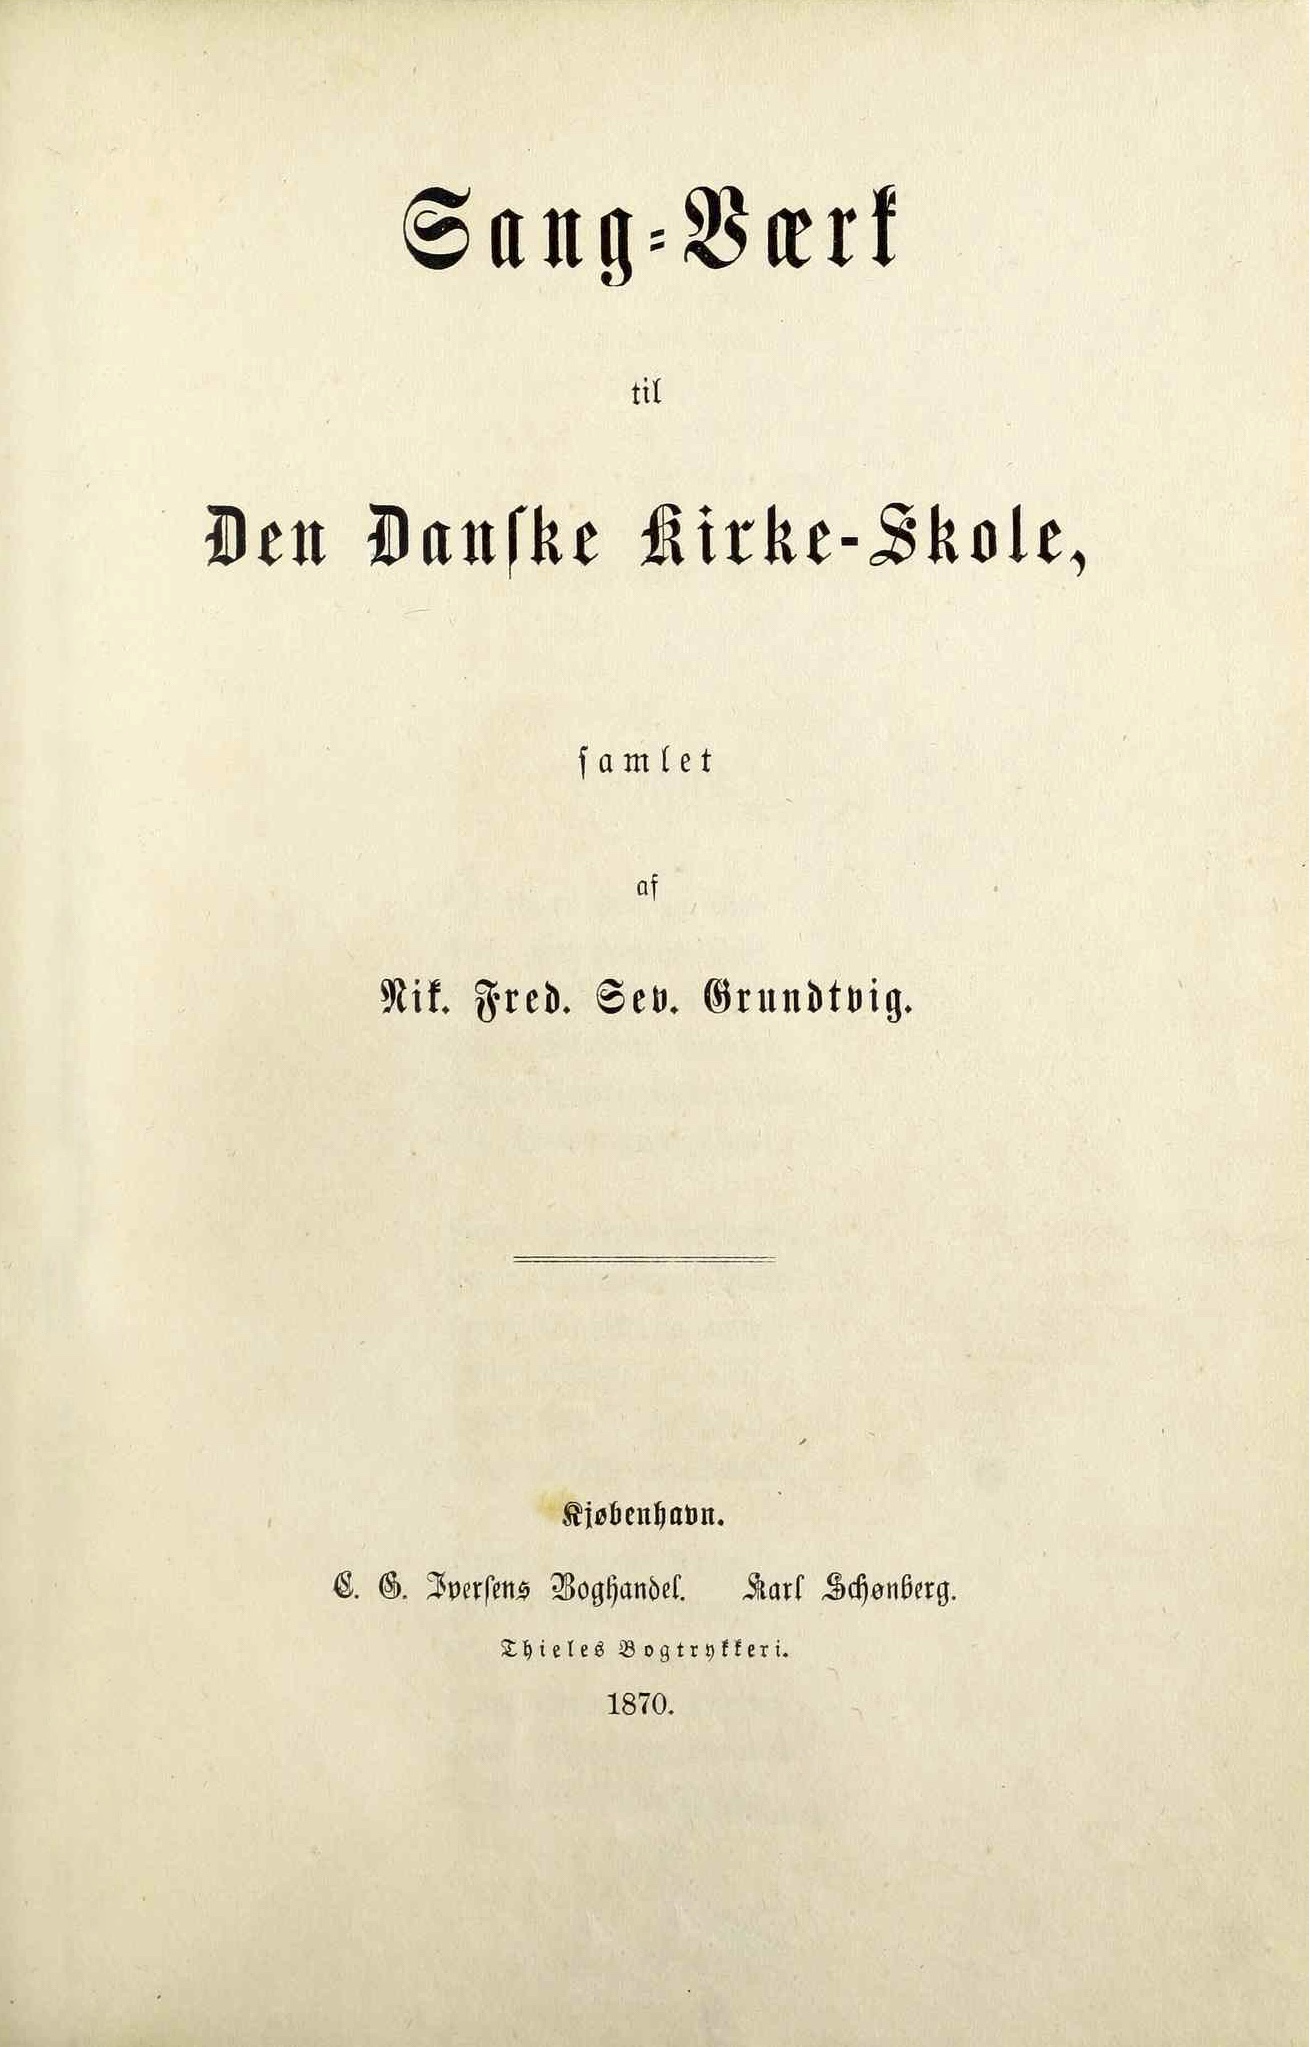 Sang-Værk
til
Den Danske Kirke-Skole,
samlet
af
Nik. Fred. Sev. Grundtvig.
Kjøbenhavn.
C. G. Iversens Boghandel. Karl Schønberg.
Thieles Bogtrykkeri.
1870.